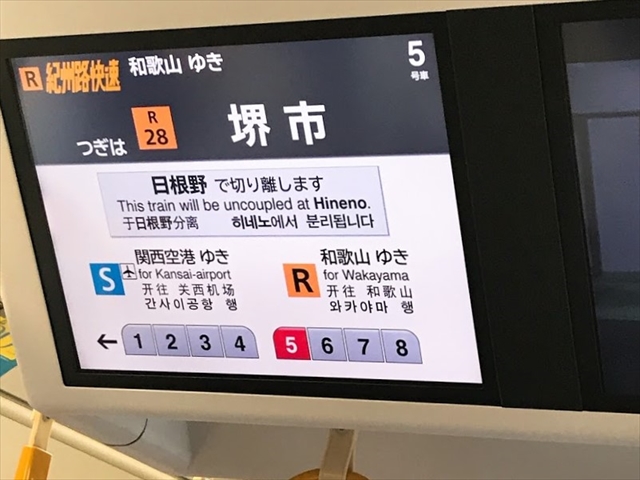 R 紀州路快速 和歌山 ゆき 5
号車
つぎは R 28 堺市
日根野 で切り離します
This train will be uncoupled at Hineno.
于日根野分离 히네노에서 분리됩니다
S 関西空港 ゆき
for Kansai-airport
开往 关西机场
간사이공항 행
R 和歌山 ゆき
for Wakayama
开往 和歌山
와카야마 행
← 1 2 3 4 5 6 7 8